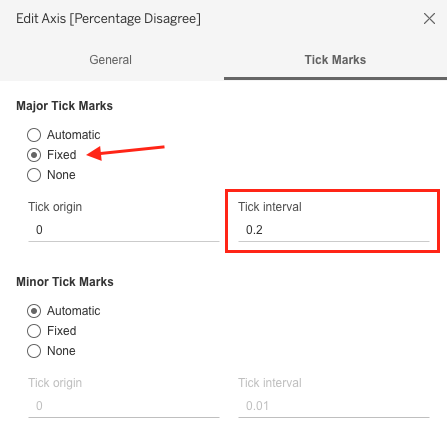 Edit Axis [Percentage Disagree]
General
Tick Marks
Major Tick Marks
Automatic
Fixed
None
Tick origin
Tick interval
0
0.2
Minor Tick Marks
Automatic
Fixed
None
Tick origin
Tick interval
0
0.01